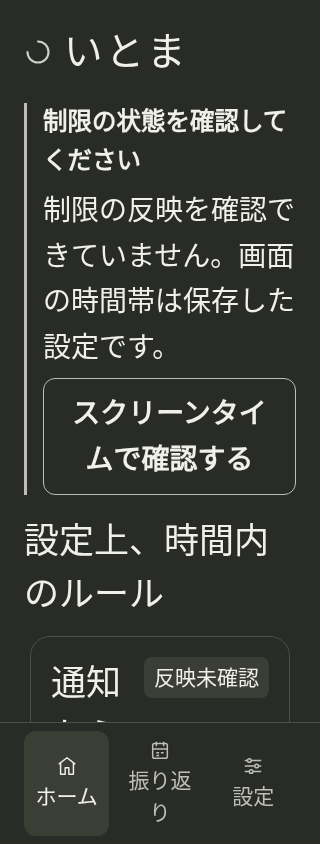 いとま
制限の状態を確認して
ください
制限の反映を確認で
きていません。画面
の時間帯は保存した
設定です。
スクリーンタイ
ムで確認する
設定上、時間内
のルール
通知
反映未確認
ホーム
振り返
り
設定